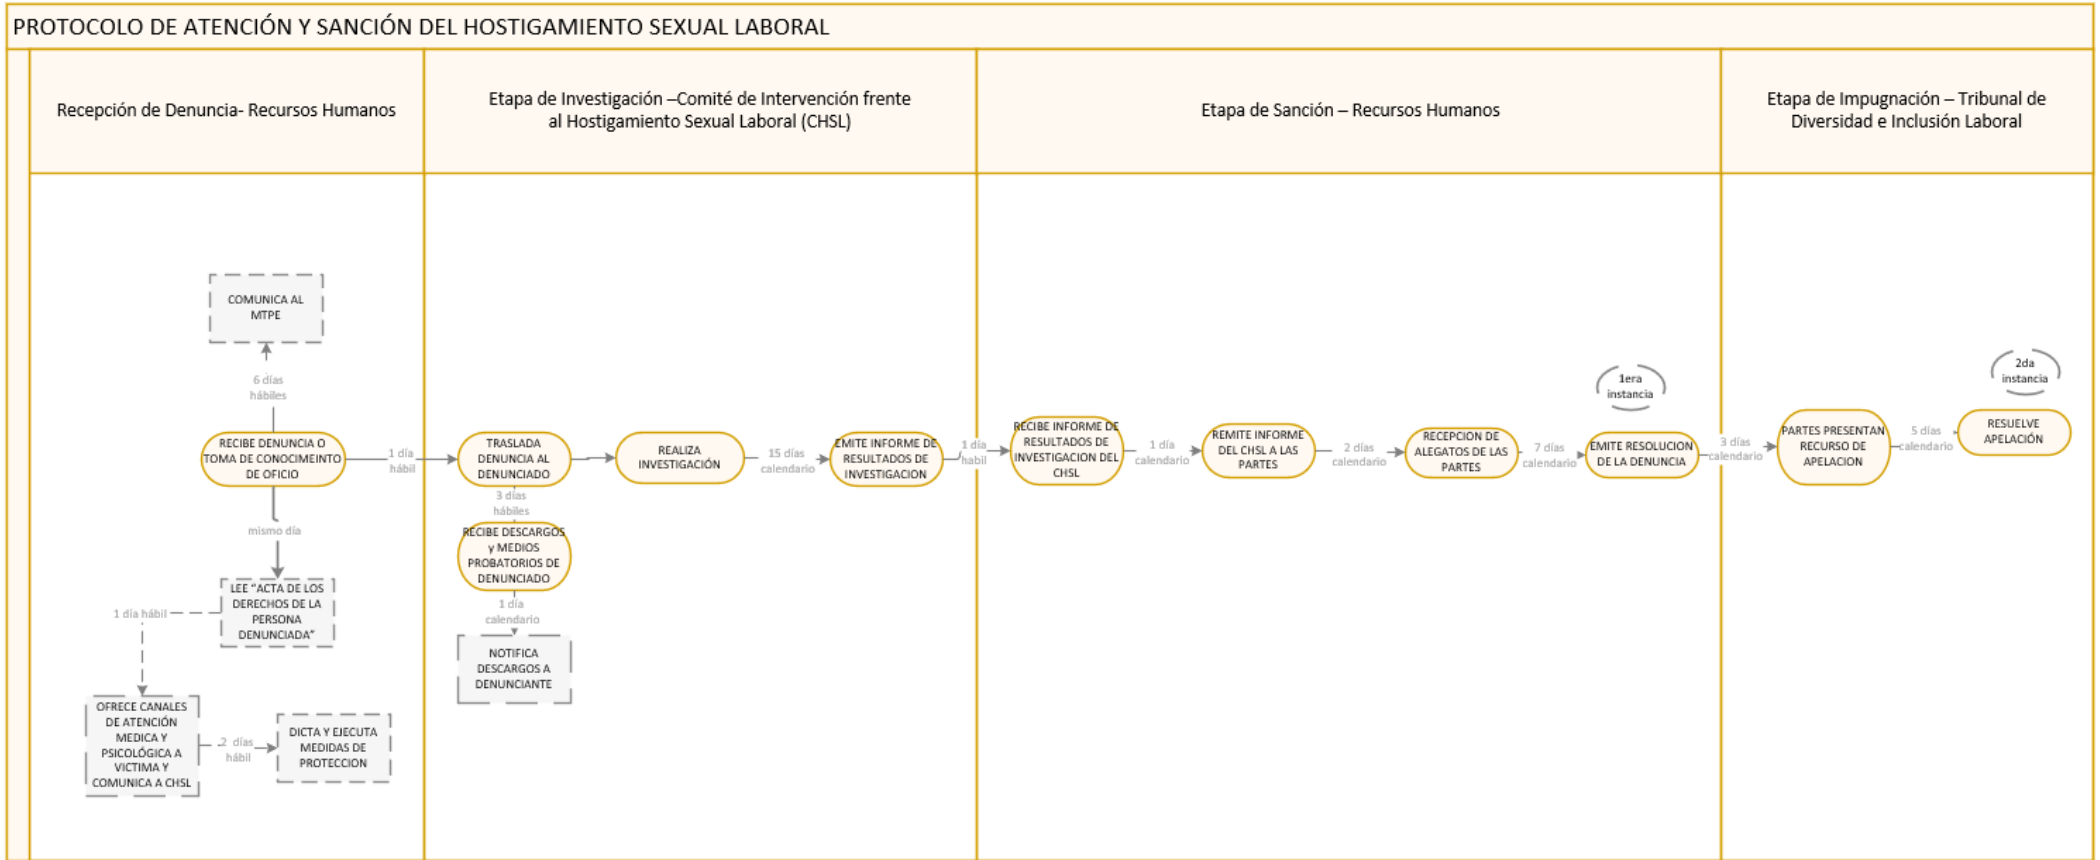 PROTOCOLO DE ATENCIÓN Y SANCIÓN DEL HOSTIGAMIENTO SEXUAL LABORAL
Recepción de Denuncia- Recursos Humanos
Etapa de Investigación –Comité de Intervención frente
al Hostigamiento Sexual Laboral (CHSL)
Etapa de Sanción – Recursos Humanos
Etapa de Impugnación – Tribunal de
Diversidad e Inclusión Laboral
COMUNICA AL
MTPE
6 días
hábiles
RECIBE DENUNCIA O
TOMA DE CONOCIMEINTO
DE OFICIO
1 día
hábil
mismo día
LEE "ACTA DE LOS
DERECHOS DE LA
PERSONA
DENUNCIADA"
1 día hábil
OFRECE CANALES
DE ATENCIÓN
MEDICA Y
PSICOLÓGICA A
VICTIMA Y
COMUNICA A CHSL
2 días
hábil
DICTA Y EJECUTA
MEDIDAS DE
PROTECCION
TRASLADA
DENUNCIA AL
DENUNCIADO
3 días
hábiles
RECIBE DESCARGOS
y MEDIOS
PROBATORIOS DE
DENUNCIADO
1 día
calendario
NOTIFICA
DESCARGOS A
DENUNCIANTE
REALIZA
INVESTIGACIÓN
15 días
calendario
EMITE INFORME DE
RESULTADOS DE
INVESTIGACION
1 día
habil
RECIBE INFORME DE
RESULTADOS DE
INVESTIGACION DEL
CHSL
1 día
calendario
REMITE INFORME
DEL CHSL A LAS
PARTES
2 días
calendario
RECEPCION DE
ALEGATOS DE LAS
PARTES
7 días
calendario
1era
instancia
EMITE RESOLUCION
DE LA DENUNCIA
3 días
calendario
PARTES PRESENTAN
RECURSO DE
APELACION
5 días
calendario
2da
instancia
RESUELVE
APELACIÓN